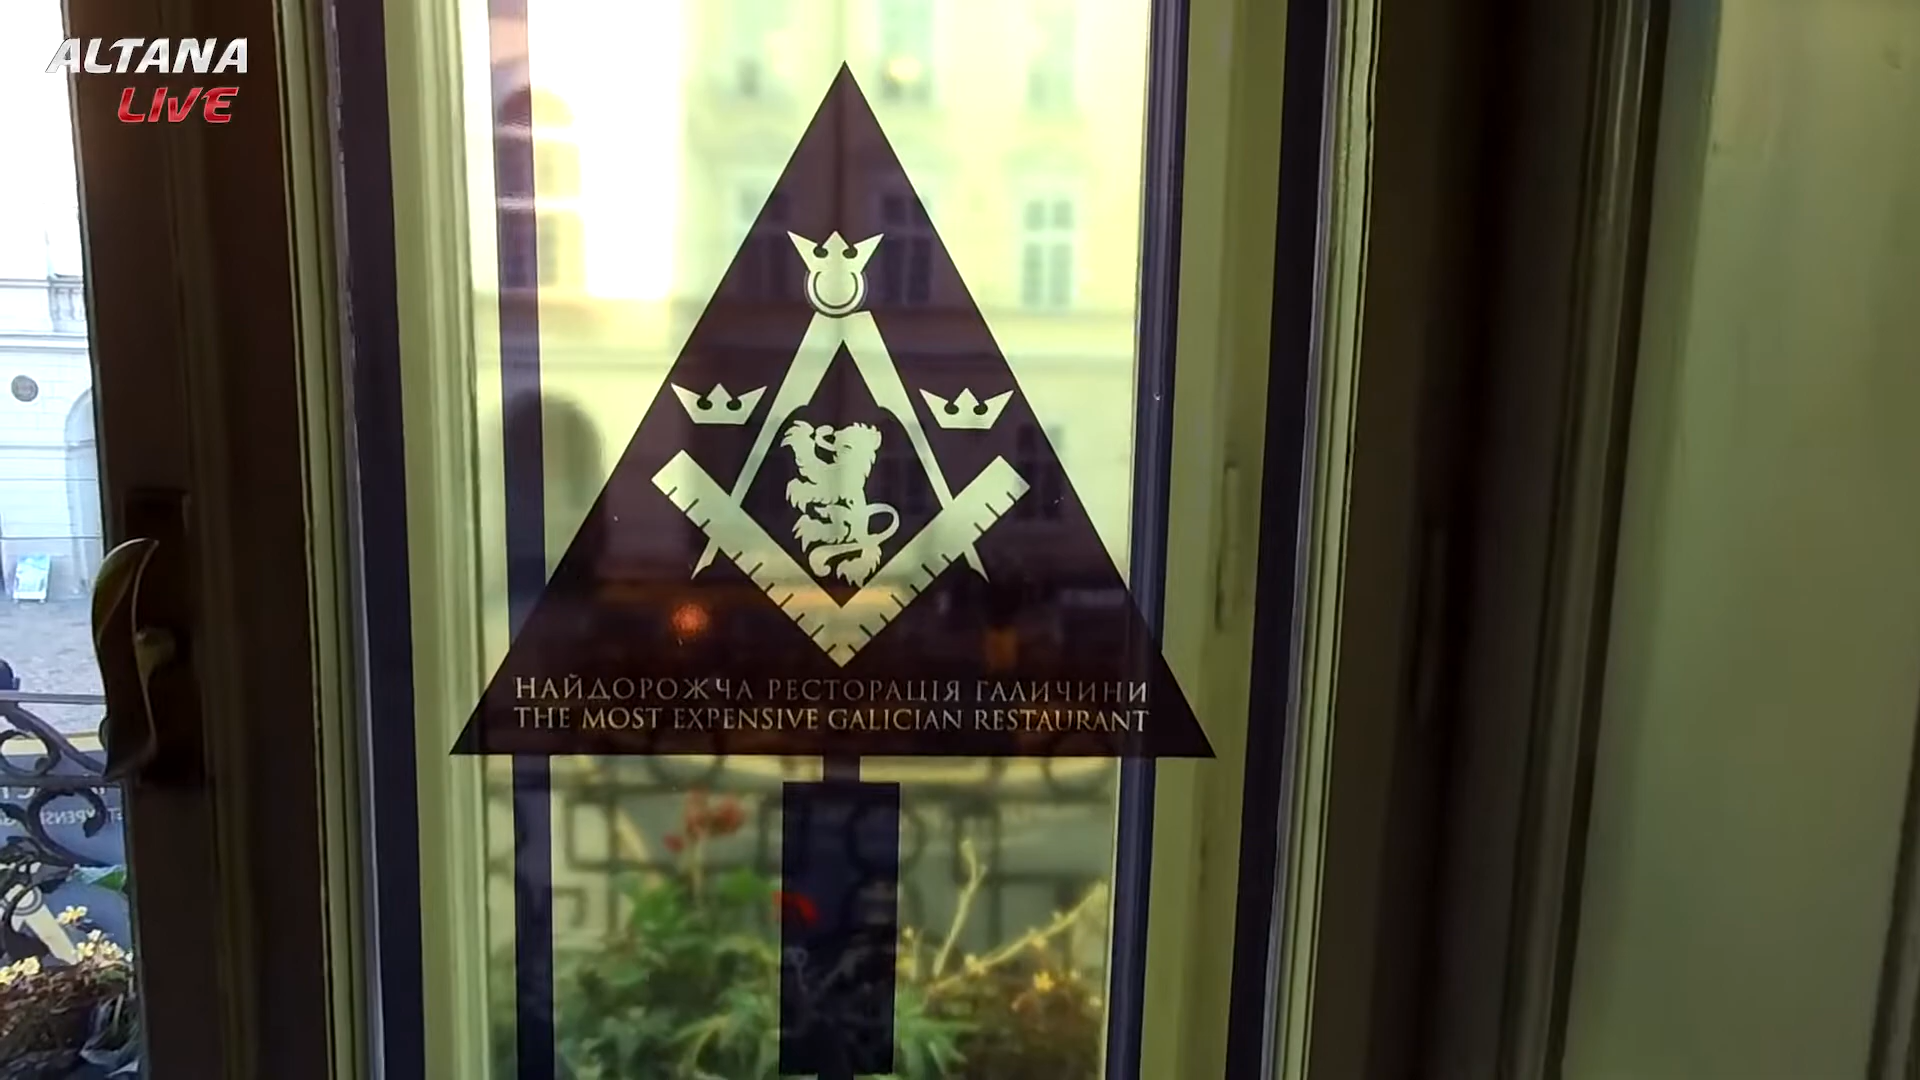 ALTANA
LIVE
НАЙДОРОЖЧА РЕСТОРАЦІЯ ГАЛИЧИНИ
THE MOST EXPENSIVE GALICIAN RESTAURANT